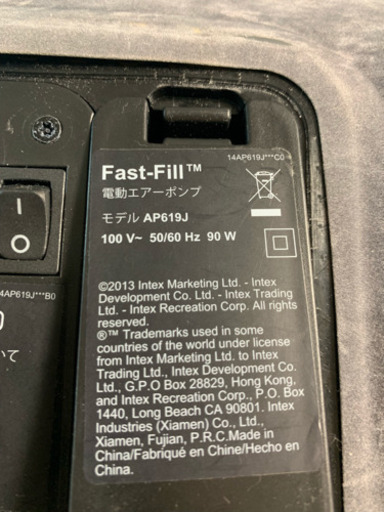 Fast-Fill™
14AP619J***C0
電動エアーポンプ
モデル AP619J
100 V~ 50/60 Hz 90 W
©2013 Intex Marketing Ltd. - Intex
Development Co. Ltd. - Intex Trading
Ltd. - Intex Recreation Corp. All rights
reserved.
®™ Trademarks used in some
countries of the world under license
from Intex Marketing Ltd. to Intex
Trading Ltd., Intex Development Co.
Ltd., G.P.O Box 28829, Hong Kong,
and Intex Recreation Corp., P.O. Box
1440, Long Beach CA 90801. Intex
Industries (Xiamen) Co., Ltd.,
Xiamen, Fujian, P.R.C.Made in
China/Fabriqué en Chine/Hecho en
China.
I
O
14AP619J***B0
いて